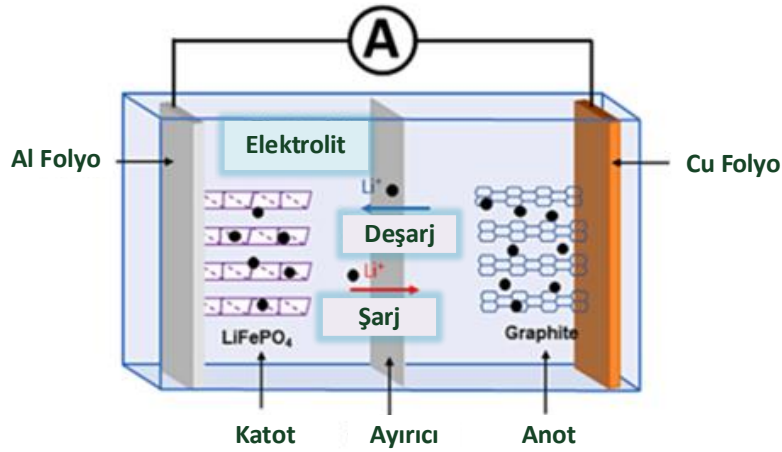 A
Elektrolit
Al Folyo
Cu Folyo
Li⁺
Deşarj
Li⁺
Şarj
LiFePO₄
Graphite
Katot
Ayırıcı
Anot